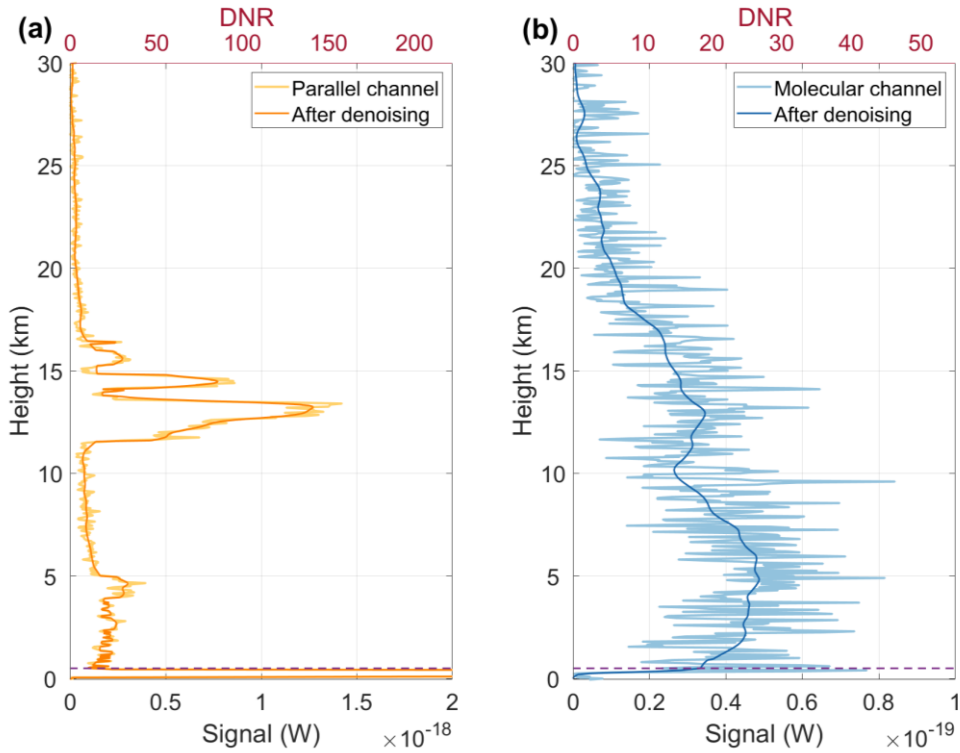 (a)
DNR
0 50 100 150 200
30
25
20
15
10
5
0
Height (km)
Parallel channel
After denoising
0 0.5 1 1.5 2
Signal (W)
×10⁻¹⁸
(b)
DNR
0 10 20 30 40 50
30
25
20
15
10
5
0
Height (km)
Molecular channel
After denoising
0 0.2 0.4 0.6 0.8 1
Signal (W)
×10⁻¹⁹